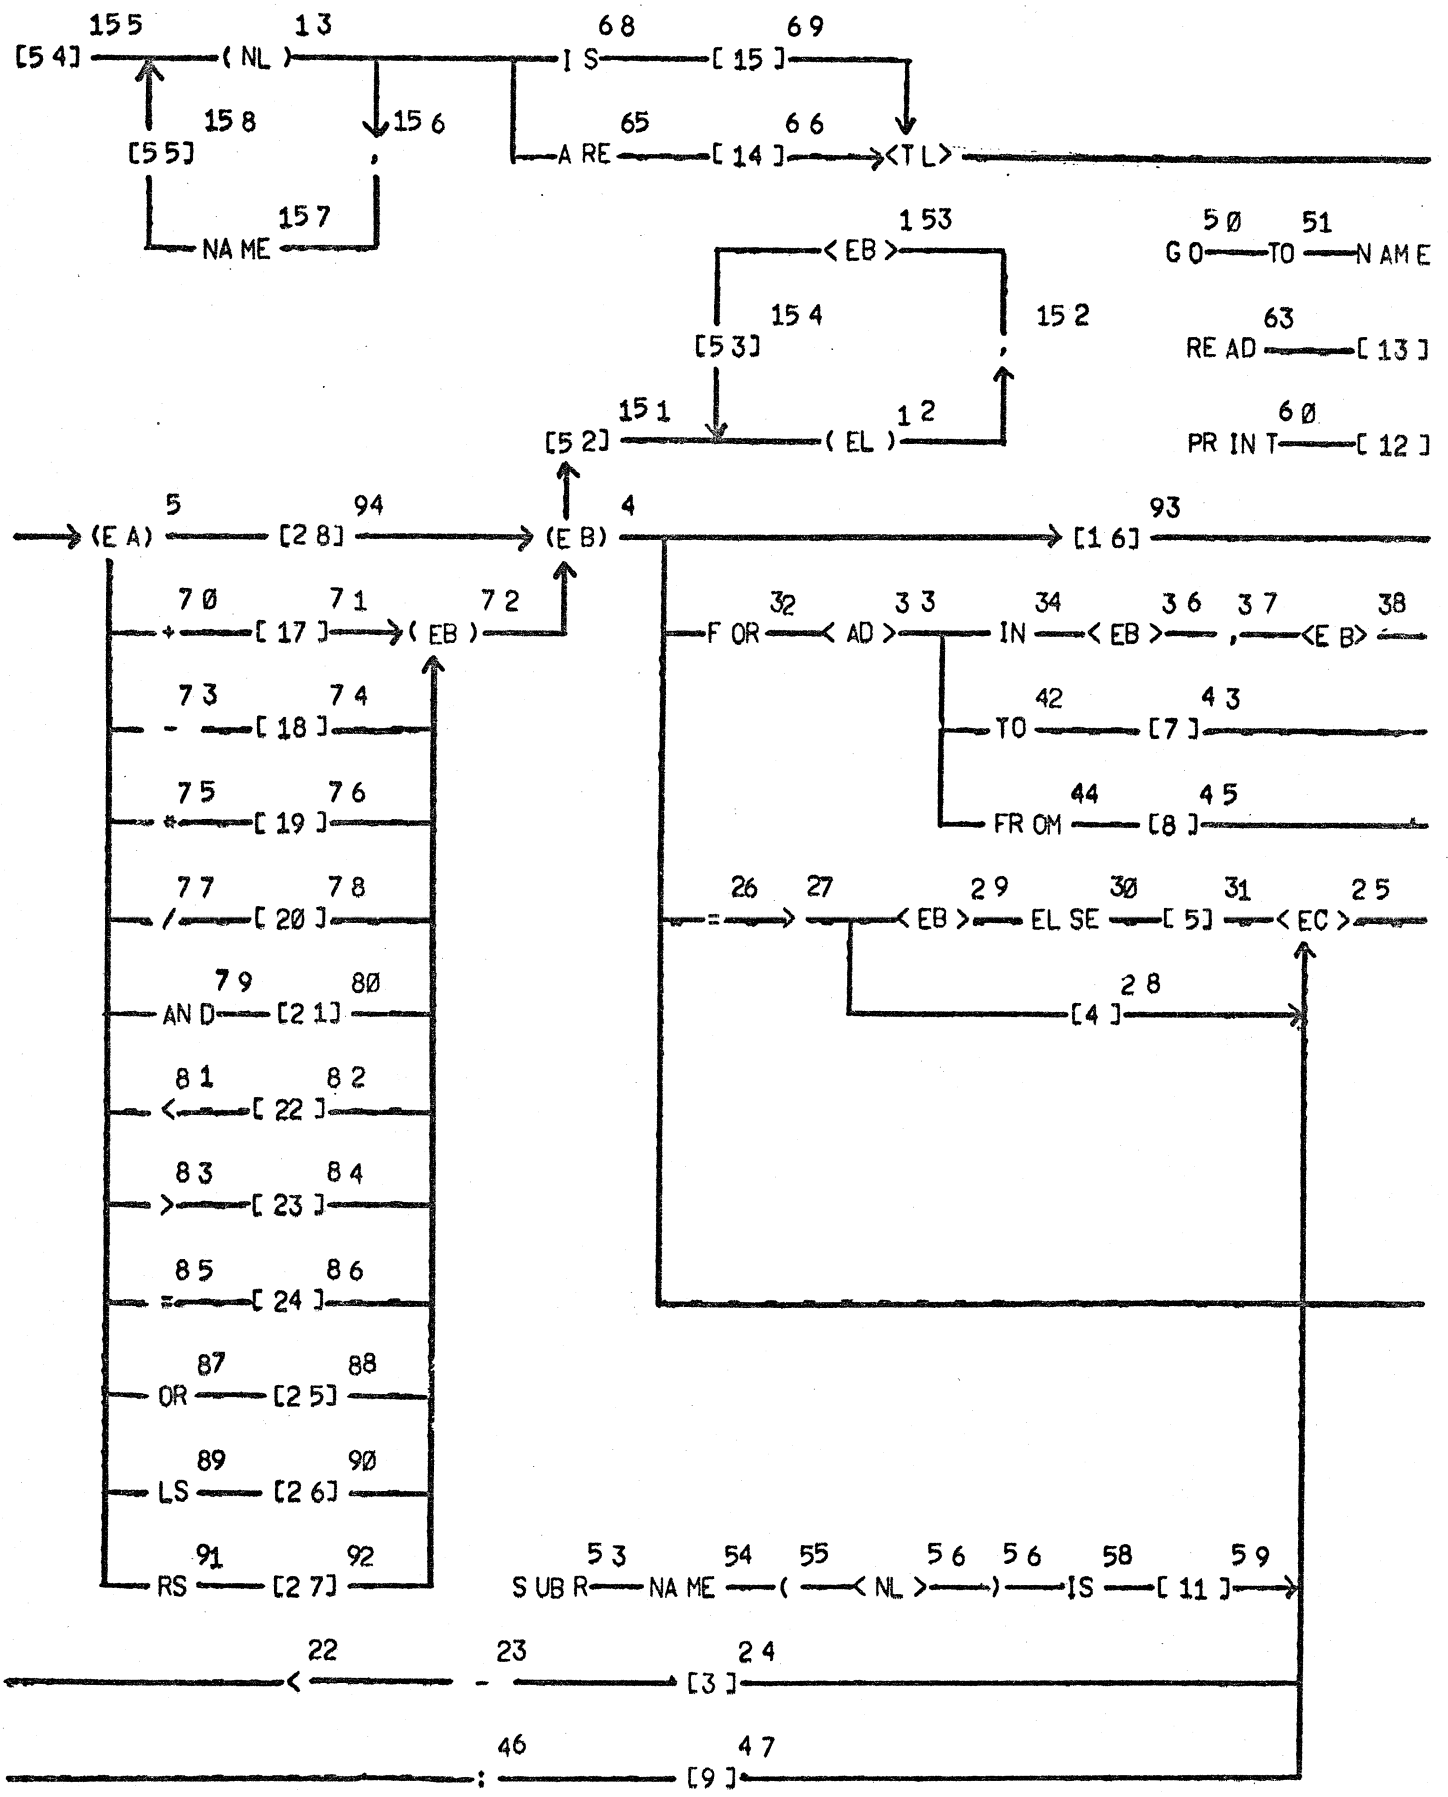 155 13 68 69
[54] (NL) IS [15]
158 156 65 66
[55] , ARE [14] <TL>
157 153 50 51
NAME <EB> GO TO NAME
154 152 63
[53] , READ [13]
151 12 60
[52] (EL) PRINT [12]
5 94 4 93
(EA) [28] (EB) [16]
70 71 72 32 33 34 36 37 38
+ [17] (EB) FOR <AD> IN <EB> , <EB>
73 74 42 43
- [18] TO [7]
75 76 44 45
* [19] FROM [8]
77 78 26 27 29 30 31 25
/ [20] = > <EB> ELSE [5] <EC>
79 80 28
AND [21] [4]
81 82
< [22]
83 84
> [23]
85 86
= [24]
87 88
OR [25]
89 90
LS [26]
91 92 53 54 55 56 56 58 59
RS [27] SUBR NAME ( <NL> ) IS [11]
22 23 24
< - [3]
46 47
: [9]